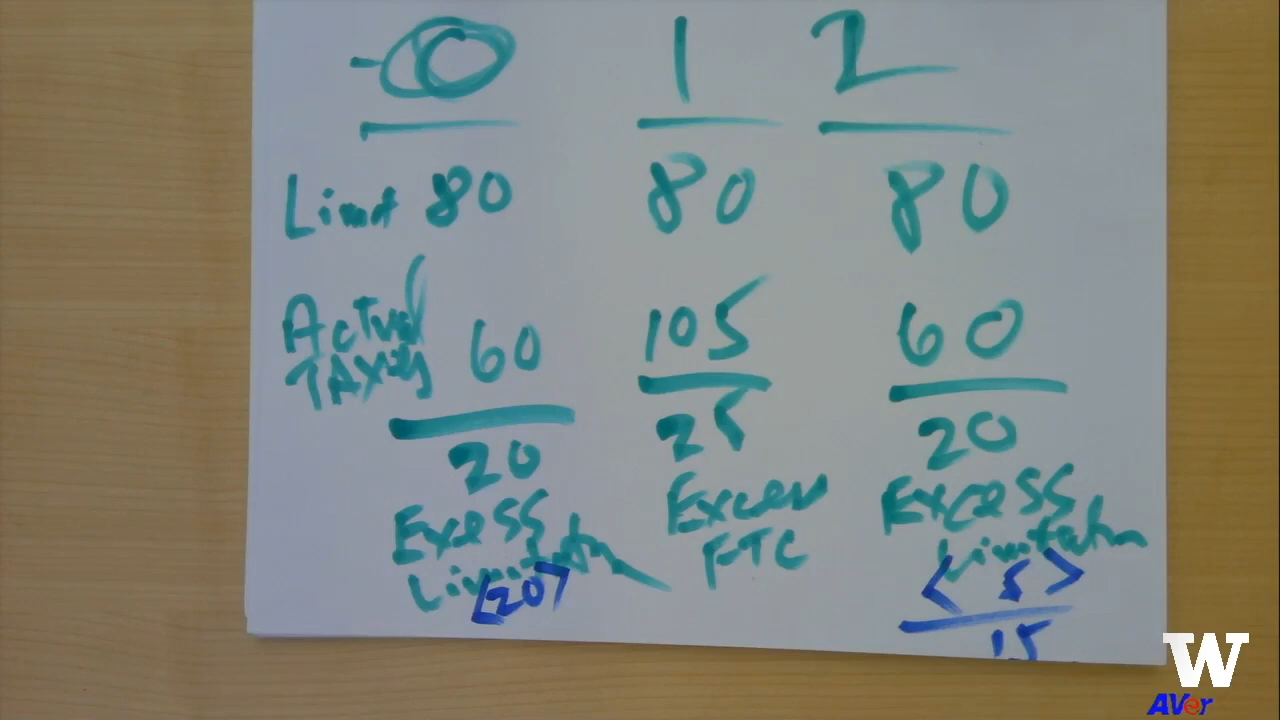 -0 1 2
Limit 80 80 80
Actual
TAXes 60 105 60
20 25 20
Exess Excess Excess
Limitation FTC Limitation
<20> < 5 >
15
W
AVer